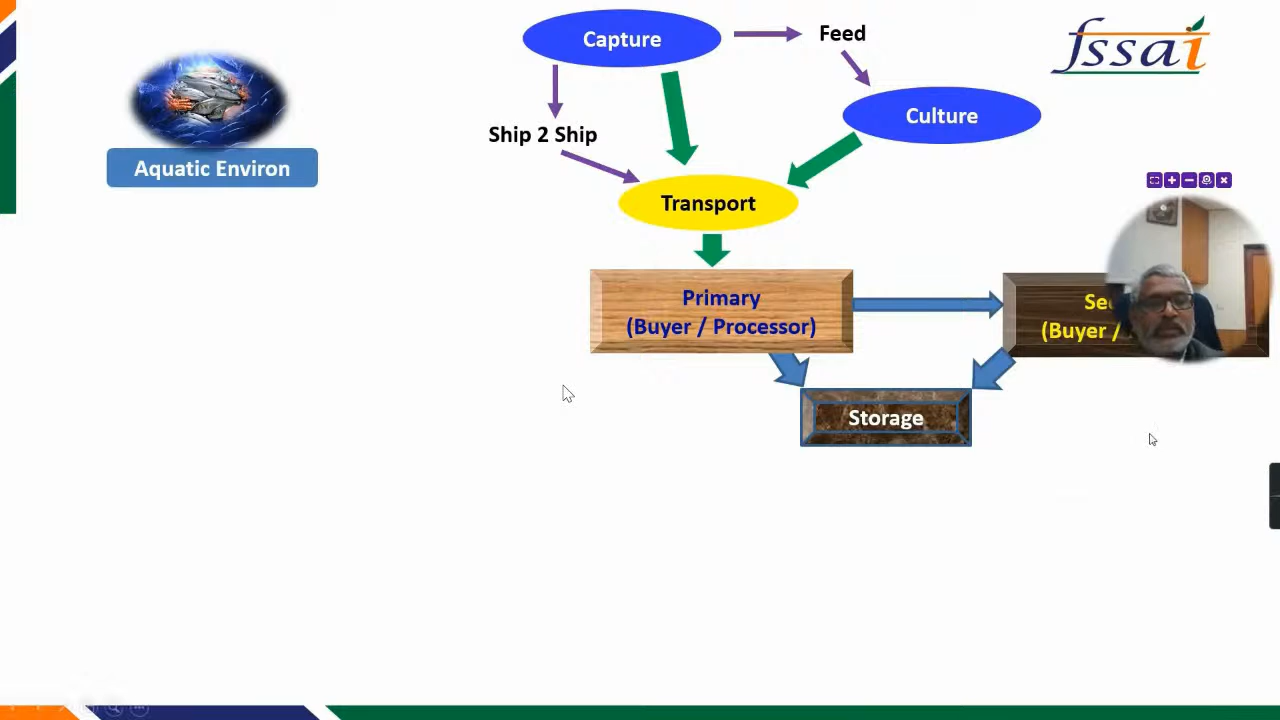 Capture
Feed
fssai
Culture
Ship 2 Ship
Aquatic Environ
Transport
Primary
(Buyer / Processor)
(Buyer /
Storage